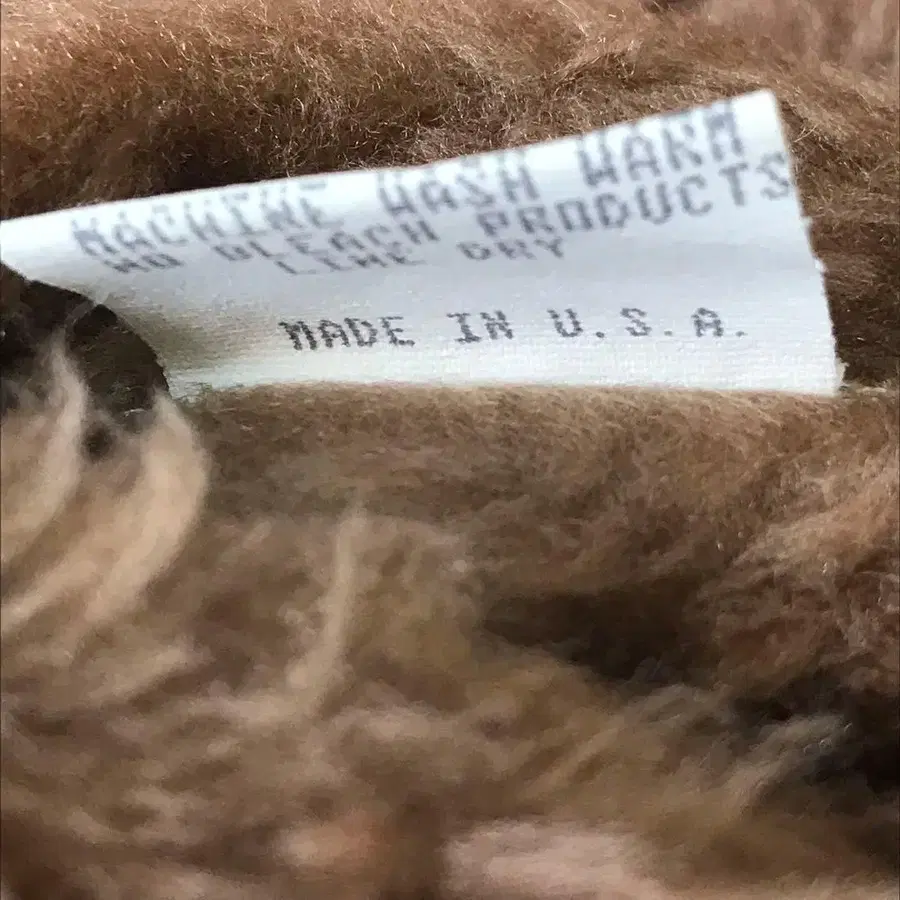 MACHINE WASH WARM
NO BLEACH PRODUCTS
LINE DRY
MADE IN U.S.A.